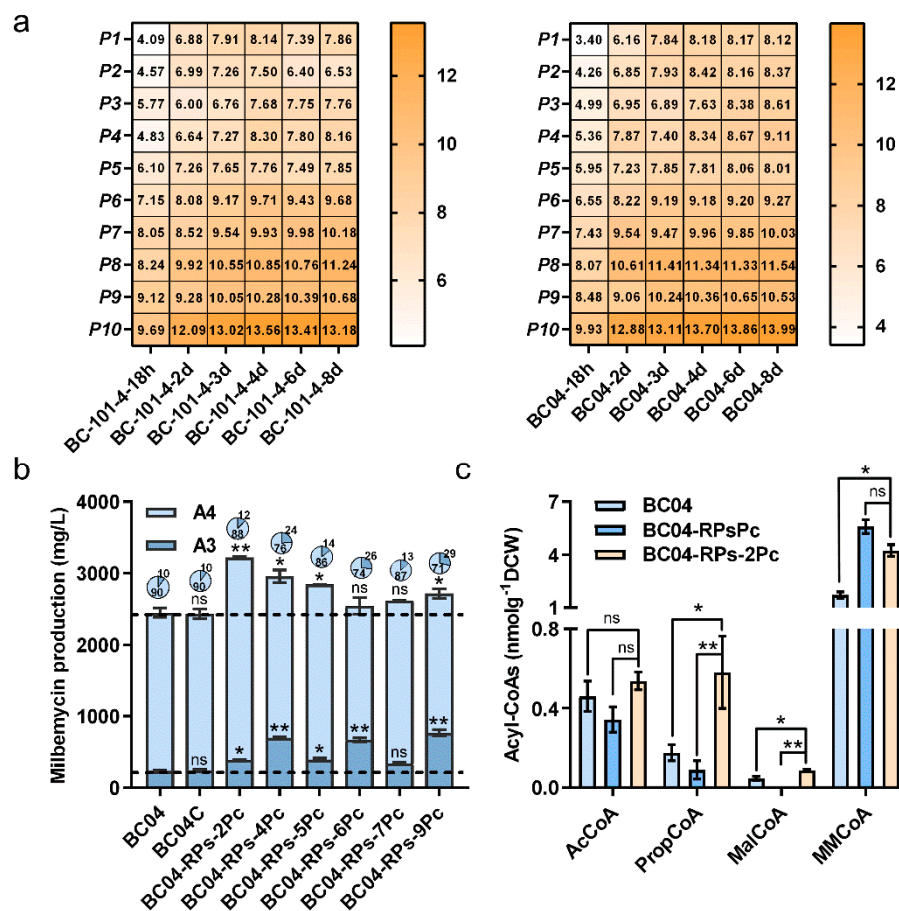 a
P1 4.09 6.88 7.91 8.14 7.39 7.86
P2 4.57 6.99 7.26 7.50 6.40 6.53
P3 5.77 6.00 6.76 7.68 7.75 7.76
P4 4.83 6.64 7.27 8.30 7.80 8.16
P5 6.10 7.26 7.65 7.76 7.49 7.85
P6 7.15 8.08 9.17 9.71 9.43 9.68
P7 8.05 8.52 9.54 9.93 9.98 10.18
P8 8.24 9.92 10.55 10.85 10.76 11.24
P9 9.12 9.28 10.05 10.28 10.39 10.68
P10 9.69 12.09 13.02 13.56 13.41 13.18
BC-101-4-18h
BC-101-4-2d
BC-101-4-3d
BC-101-4-4d
BC-101-4-6d
BC-101-4-8d
12
10
8
6
P1 3.40 6.16 7.84 8.18 8.17 8.12
P2 4.26 6.85 7.93 8.42 8.16 8.37
P3 4.99 6.95 6.89 7.63 8.38 8.61
P4 5.36 7.87 7.40 8.34 8.67 9.11
P5 5.95 7.23 7.85 7.81 8.06 8.01
P6 6.55 8.22 9.19 9.18 9.20 9.27
P7 7.43 9.54 9.47 9.96 9.85 10.03
P8 8.07 10.61 11.41 11.34 11.33 11.54
P9 8.48 9.06 10.24 10.36 10.65 10.53
P10 9.93 12.88 13.11 13.70 13.86 13.99
BC04-18h
BC04-2d
BC04-3d
BC04-4d
BC04-6d
BC04-8d
12
10
8
6
4
b
Milbemycin production (mg/L)
4000
3000
2000
1000
0
A4
A3
10
90
10
90
ns
ns
12
88
**
*
24
76
*
**
14
86
*
*
26
74
ns
**
13
87
ns
ns
29
71
*
**
BC04
BC04C
BC04-RPs-2Pc
BC04-RPs-4Pc
BC04-RPs-5Pc
BC04-RPs-6Pc
BC04-RPs-7Pc
BC04-RPs-9Pc
c
Acyl-CoAs (nmolg⁻¹DCW)
7
4
1
0.8
0.4
0.0
BC04
BC04-RPsPc
BC04-RPs-2Pc
ns
ns
*
**
*
**
*
ns
AcCoA
PropCoA
MalCoA
MMCoA